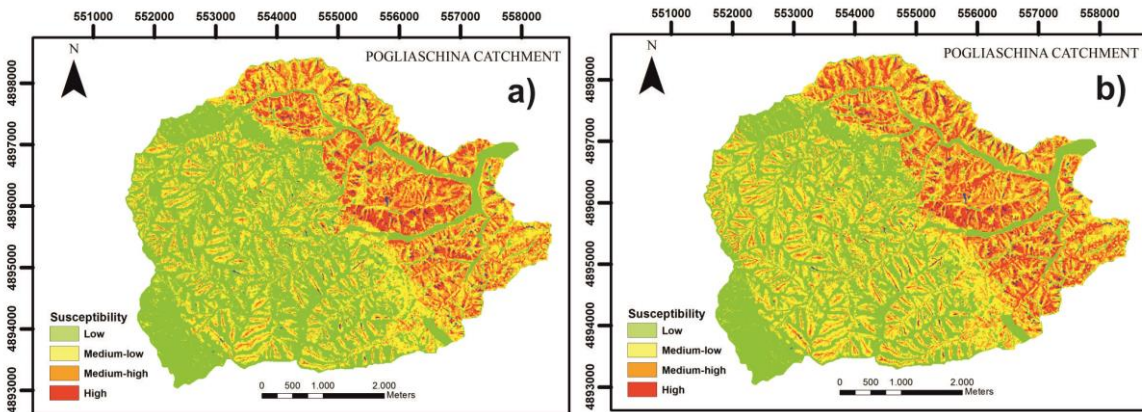 551000 552000 553000 554000 555000 556000 557000 558000
N
POGLIASCHINA CATCHMENT
a)
4898000
4897000
4896000
4895000
4894000
4893000
Susceptibility
Low
Medium-low
Medium-high
High
0 500 1.000 2.000
Meters
551000 552000 553000 554000 555000 556000 557000 558000
N
POGLIASCHINA CATCHMENT
b)
4898000
4897000
4896000
4895000
4894000
4893000
Susceptibility
Low
Medium-low
Medium-high
High
0 500 1.000 2.000
Meters